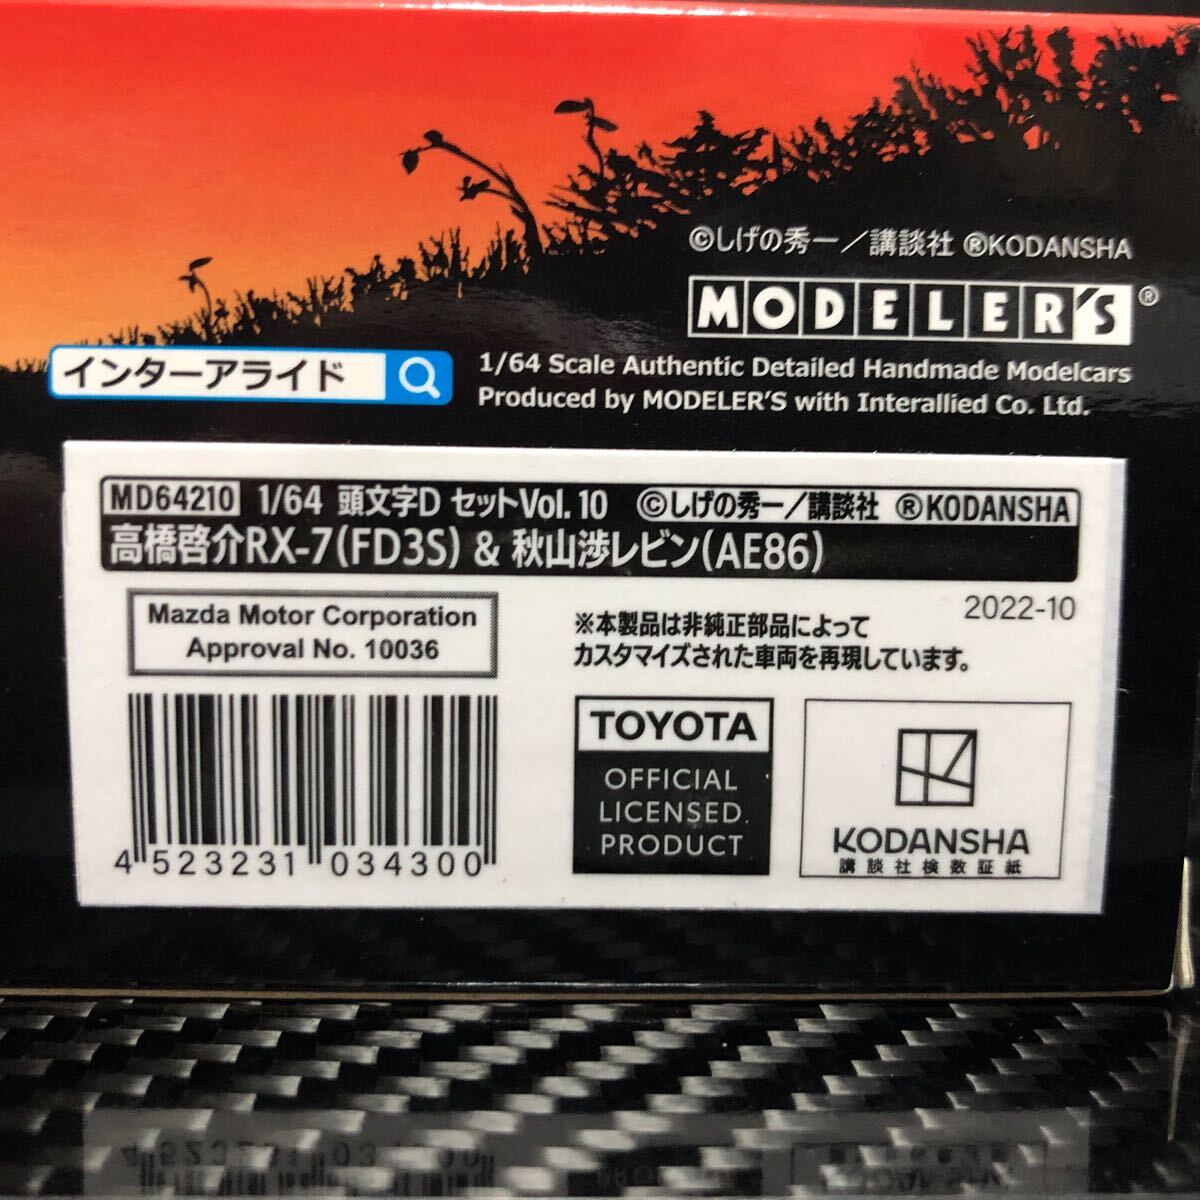 ©しげの秀一／講談社 ®KODANSHA
MODELER'S®
インターアライド
1/64 Scale Authentic Detailed Handmade Modelcars
Produced by MODELER'S with Interallied Co. Ltd.
MD64210 1/64 頭文字D セットVol. 10 ©しげの秀一／講談社 ®KODANSHA
高橋啓介RX-7(FD3S) & 秋山渉レビン(AE86)
2022-10
Mazda Motor Corporation
Approval No. 10036
※本製品は非純正部品によって
カスタマイズされた車両を再現しています。
4 523231 034300
TOYOTA
OFFICIAL
LICENSED
PRODUCT
KODANSHA
講談社検数証紙